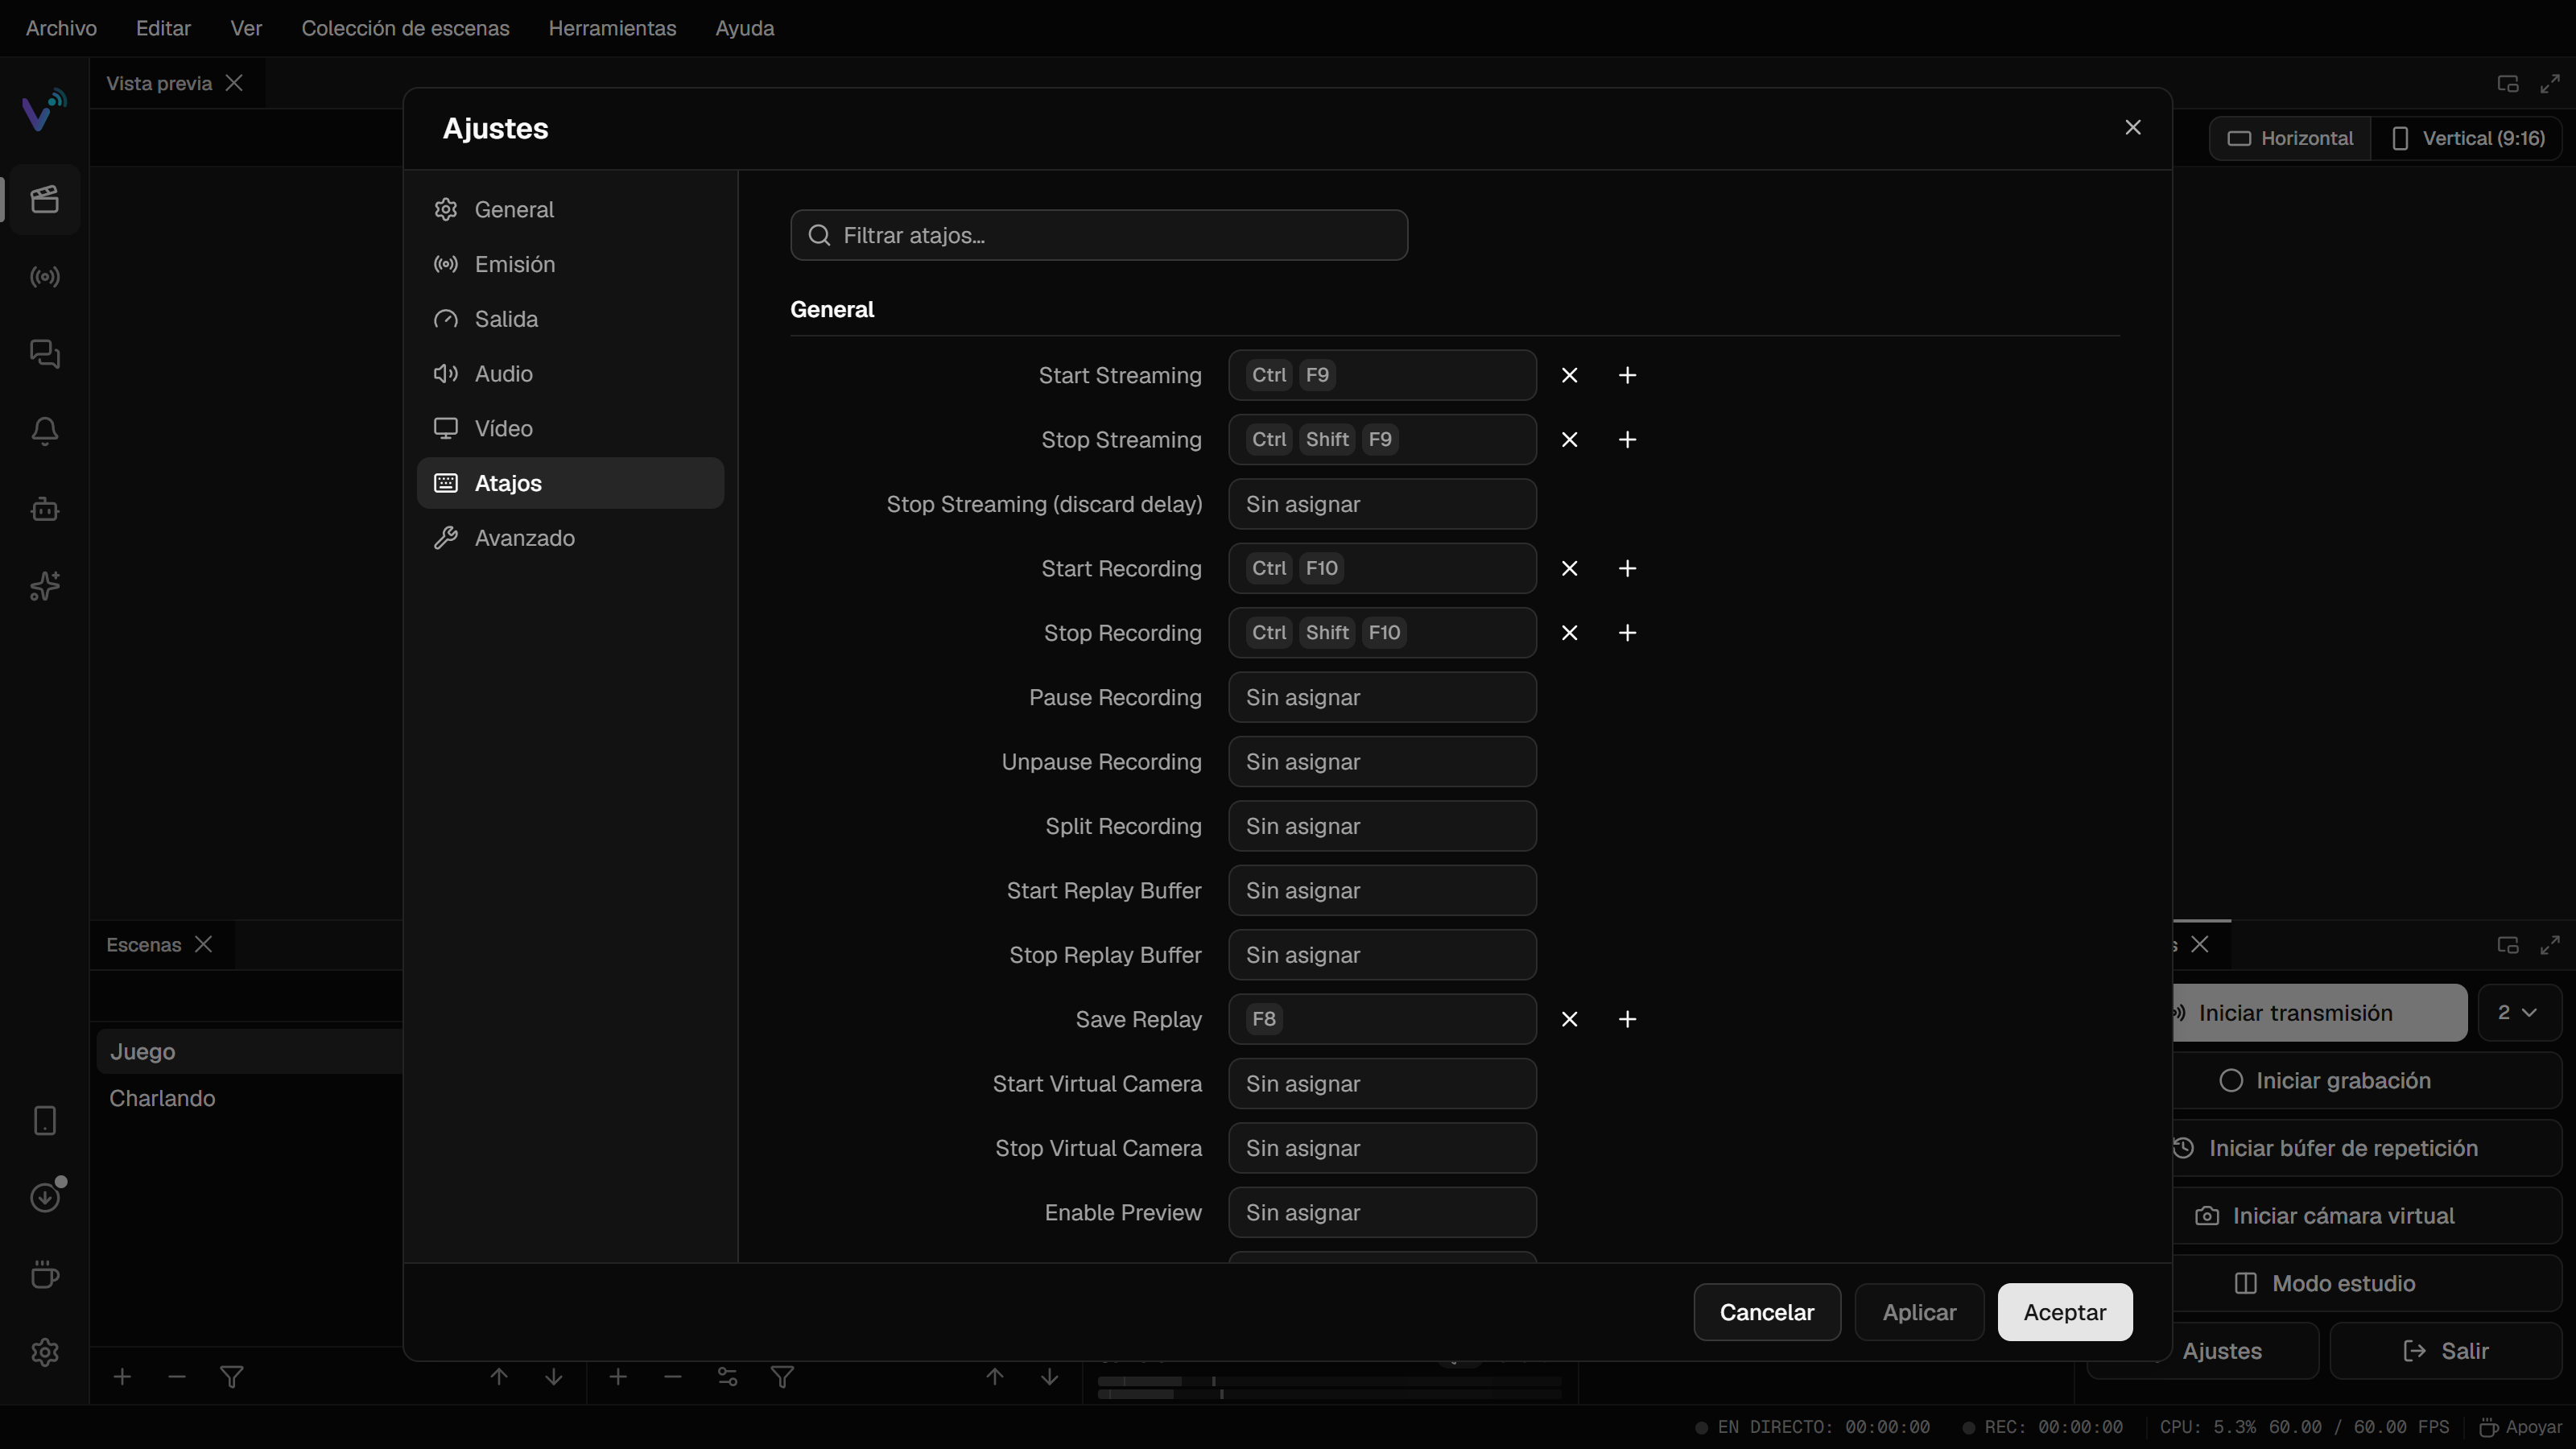 Archivo Editar Ver Colección de escenas Herramientas Ayuda
Vista previa
Horizontal Vertical (9:16)
Ajustes
General
Emisión
Salida
Audio
Vídeo
Atajos
Avanzado
Filtrar atajos...
General
Start Streaming Ctrl F9
Stop Streaming Ctrl Shift F9
Stop Streaming (discard delay) Sin asignar
Start Recording Ctrl F10
Stop Recording Ctrl Shift F10
Pause Recording Sin asignar
Unpause Recording Sin asignar
Split Recording Sin asignar
Start Replay Buffer Sin asignar
Stop Replay Buffer Sin asignar
Save Replay F8
Start Virtual Camera Sin asignar
Stop Virtual Camera Sin asignar
Enable Preview Sin asignar
Cancelar Aplicar Aceptar
Escenas
Juego
Charlando
s
Iniciar transmisión 2
Iniciar grabación
Iniciar búfer de repetición
Iniciar cámara virtual
Modo estudio
Ajustes Salir
EN DIRECTO: 00:00:00 REC: 00:00:00 CPU: 5.3% 60.00 / 60.00 FPS Apoyar